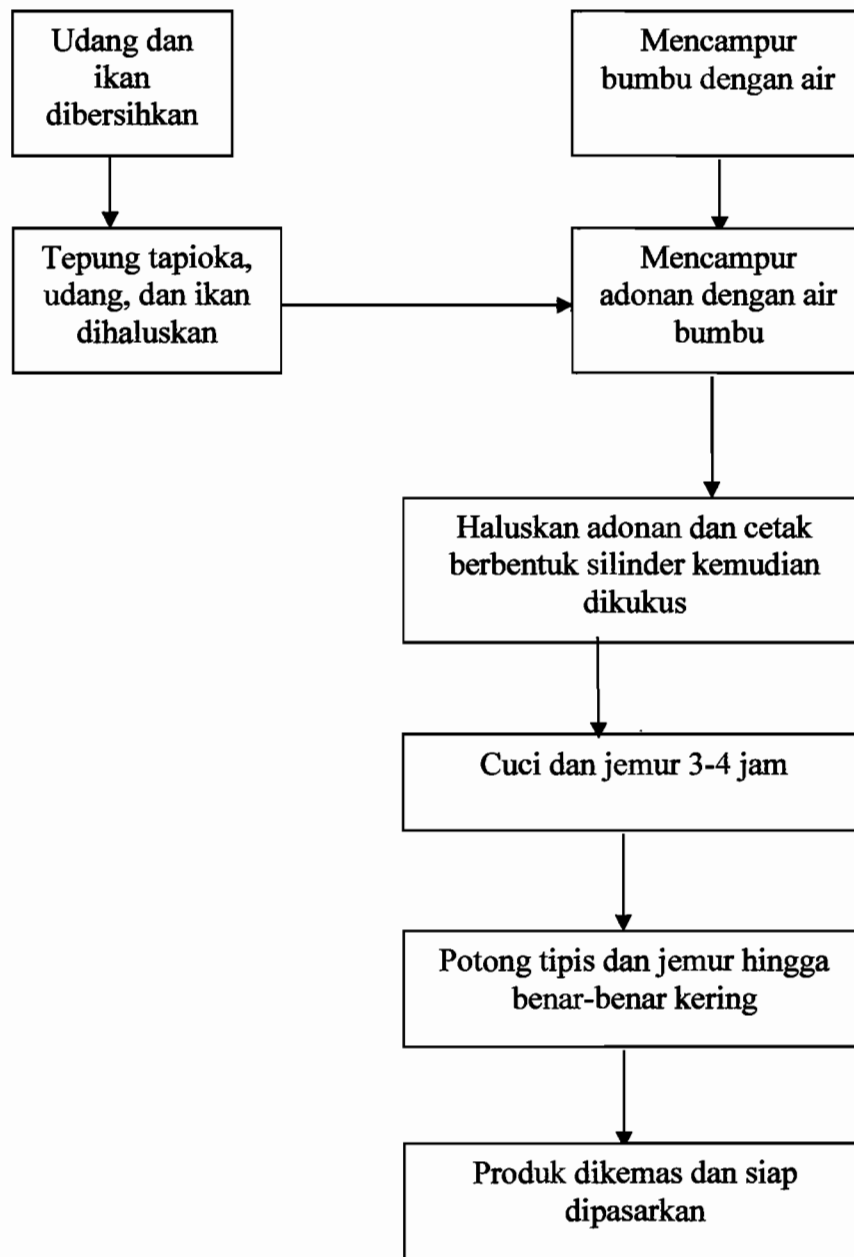 Udang dan
ikan
dibersihkan
Mencampur
bumbu dengan air
Tepung tapioka,
udang, dan ikan
dihaluskan
Mencampur
adonan dengan air
bumbu
Haluskan adonan dan cetak
berbentuk silinder kemudian
dikukus
Cuci dan jemur 3-4 jam
Potong tipis dan jemur hingga
benar-benar kering
Produk dikemas dan siap
dipasarkan